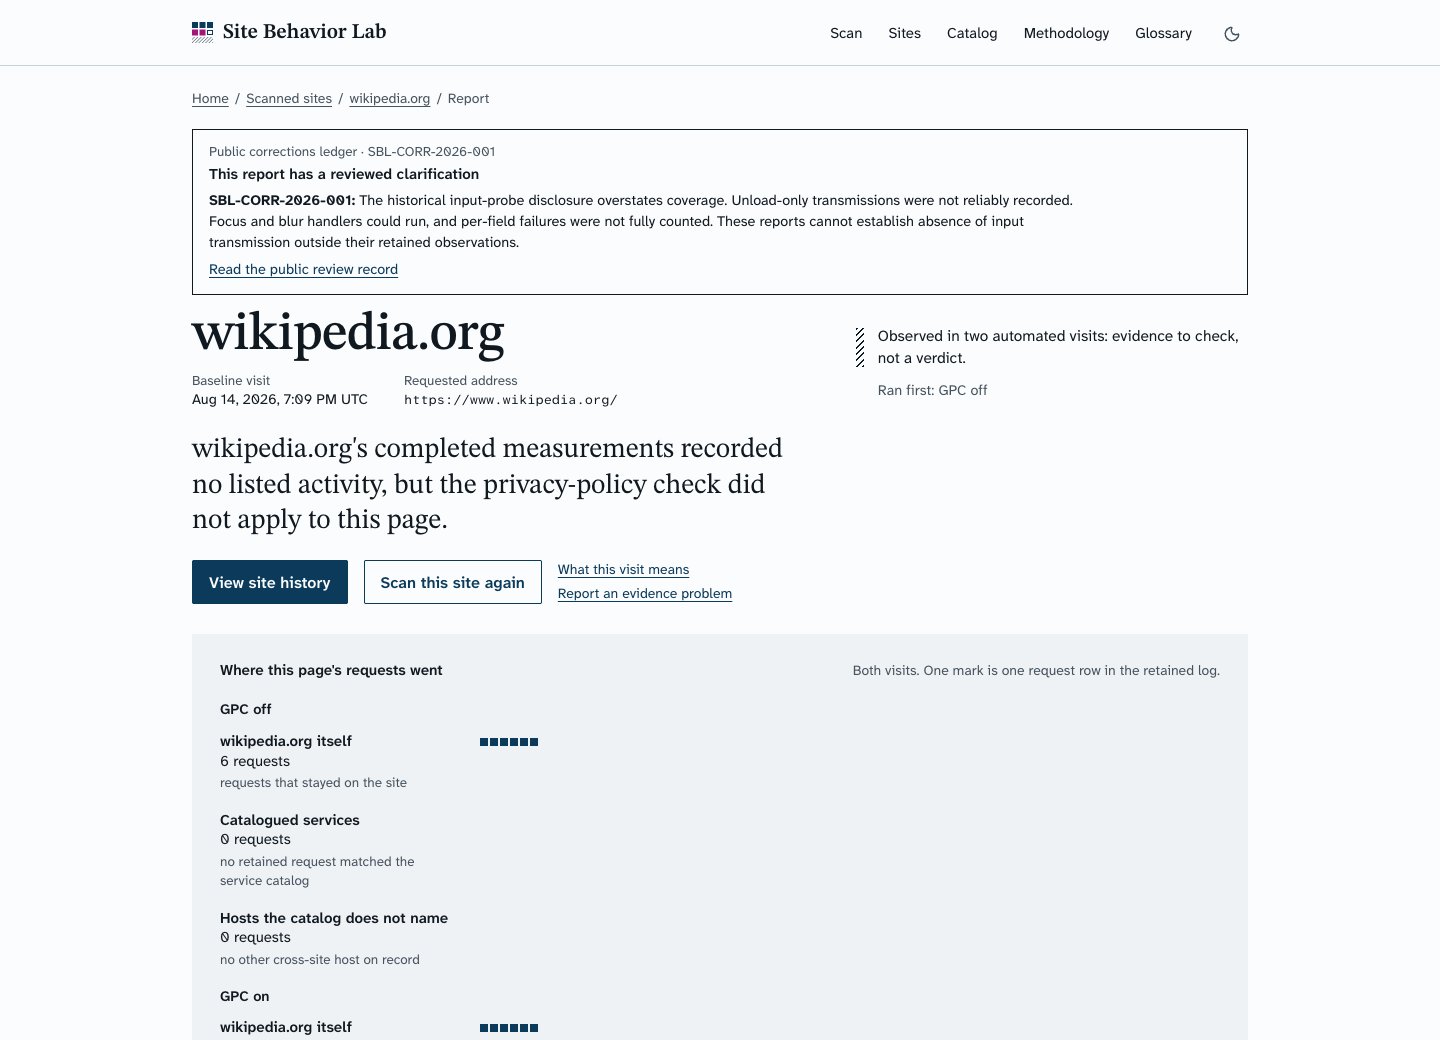 Site Behavior Lab
Scan Sites Catalog Methodology Glossary
Home / Scanned sites / wikipedia.org / Report
Public corrections ledger · SBL-CORR-2026-001
This report has a reviewed clarification
SBL-CORR-2026-001: The historical input-probe disclosure overstates coverage. Unload-only transmissions were not reliably recorded.
Focus and blur handlers could run, and per-field failures were not fully counted. These reports cannot establish absence of input
transmission outside their retained observations.
Read the public review record
wikipedia.org
Baseline visit
Aug 14, 2026, 7:09 PM UTC
Requested address
https://www.wikipedia.org/
Observed in two automated visits: evidence to check,
not a verdict.
Ran first: GPC off
wikipedia.org's completed measurements recorded
no listed activity, but the privacy-policy check did
not apply to this page.
View site history
Scan this site again
What this visit means
Report an evidence problem
Where this page's requests went
Both visits. One mark is one request row in the retained log.
GPC off
wikipedia.org itself
6 requests
requests that stayed on the site
Catalogued services
0 requests
no retained request matched the
service catalog
Hosts the catalog does not name
0 requests
no other cross-site host on record
GPC on
wikipedia.org itself